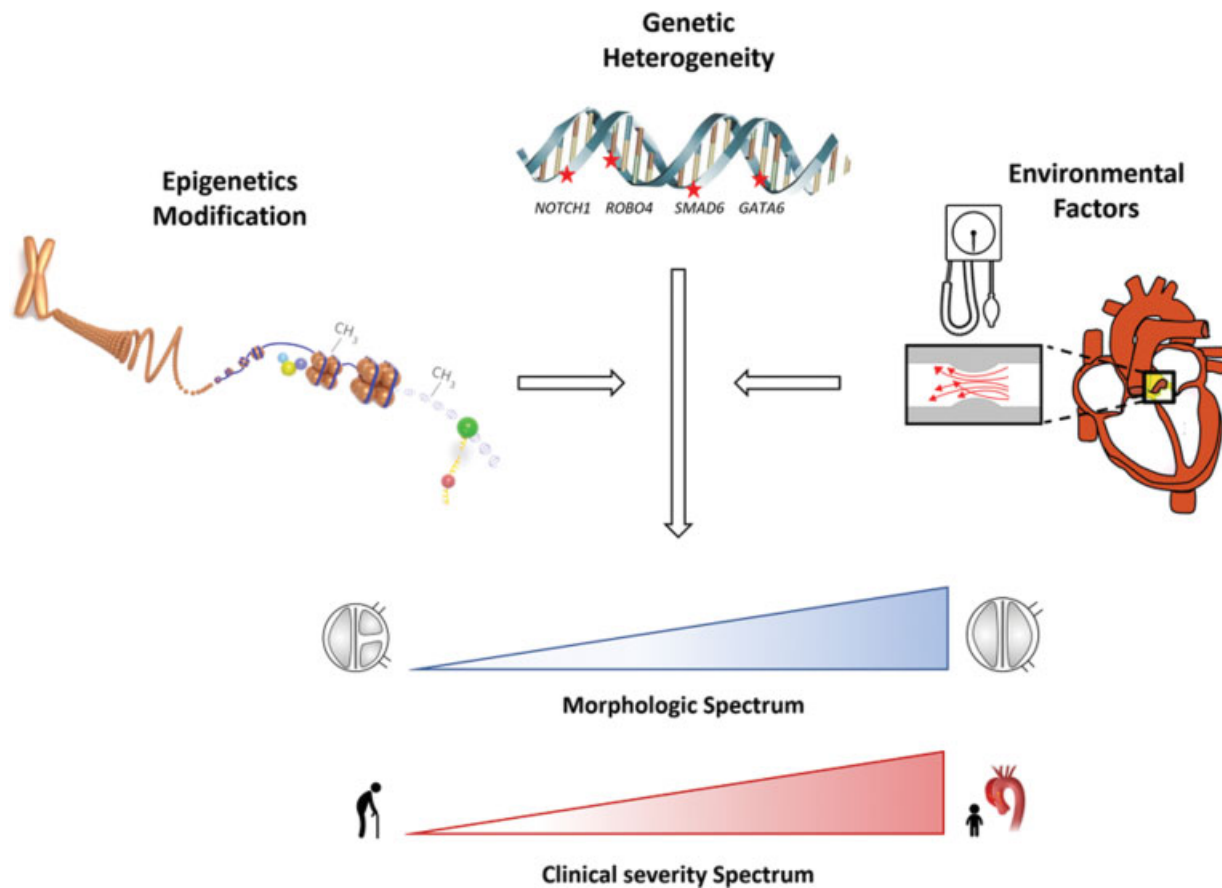 Genetic
Heterogeneity
NOTCH1 ROBO4 SMAD6 GATA6
Epigenetics
Modification
CH3
CH3
Environmental
Factors
Morphologic Spectrum
Clinical severity Spectrum